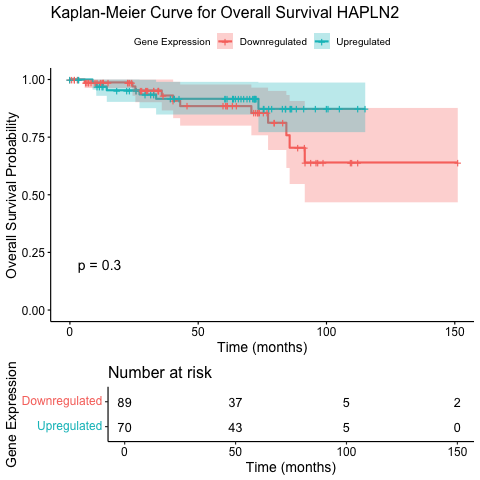 Kaplan-Meier Curve for Overall Survival HAPLN2
Gene Expression Downregulated Upregulated
Overall Survival Probability
1.00
0.75
0.50
0.25
0.00
p = 0.3
0 50 100 150
Time (months)
Number at risk
Gene Expression
Downregulated 89 37 5 2
Upregulated 70 43 5 0
0 50 100 150
Time (months)